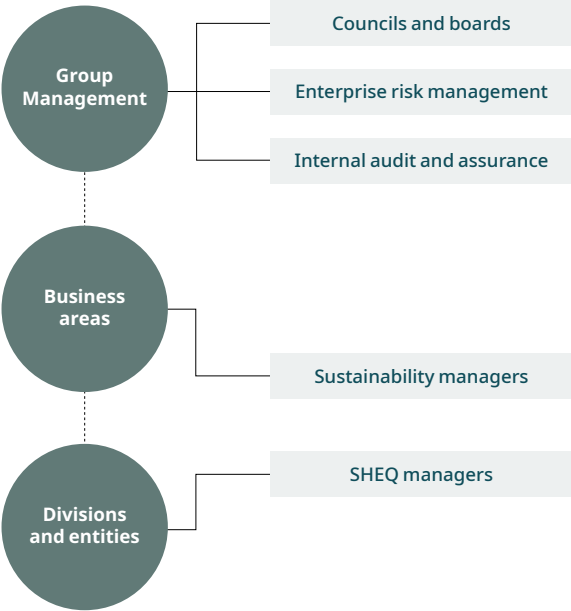 Group
Management
Councils and boards
Enterprise risk management
Internal audit and assurance
Business
areas
Sustainability managers
SHEQ managers
Divisions
and entities